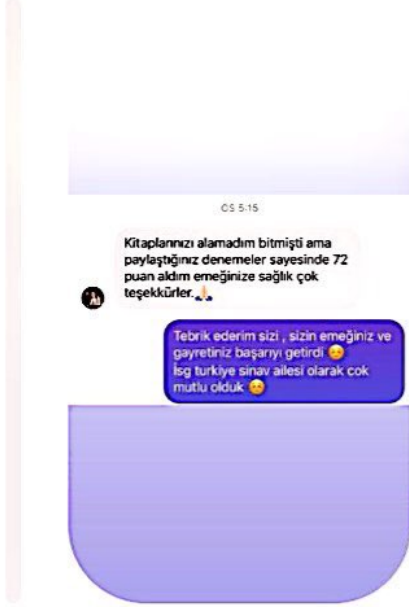 CS 5:15
Kitaplarınızı alamadım bitmişti ama
paylaştığınız denemeler sayesinde 72
puan aldım emeğinize sağlık çok
teşekkürler.🙏🏻
Tebrik ederim sizi , sizin emeğiniz ve
gayretiniz başarıyı getirdi ☺️
İsg turkiye sınav ailesi olarak cok
mutlu olduk ☺️